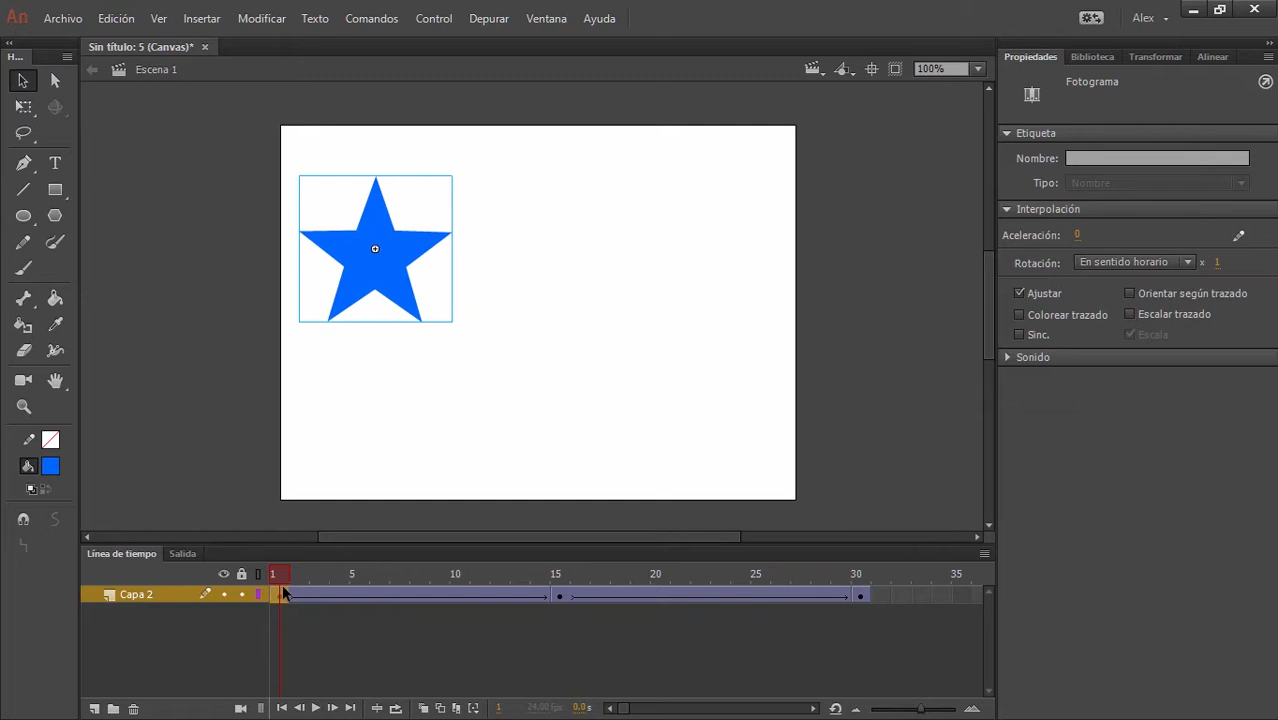 An Archivo Edición Ver Insertar Modificar Texto Comandos Control Depurar Ventana Ayuda Alex
Sin título: 5 (Canvas)* ×
H... Propiedades Biblioteca Transformar Alinear
Escena 1 100%
Fotograma
Etiqueta
Nombre:
Tipo: Nombre
Interpolación
Aceleración: 0
Rotación: En sentido horario x 1
Ajustar Orientar según trazado
Colorear trazado Escalar trazado
Sinc. Escala
Sonido
Línea de tiempo Salida
1 5 10 15 20 25 30 35
Capa 2
1 24.00 fps 0.0 s